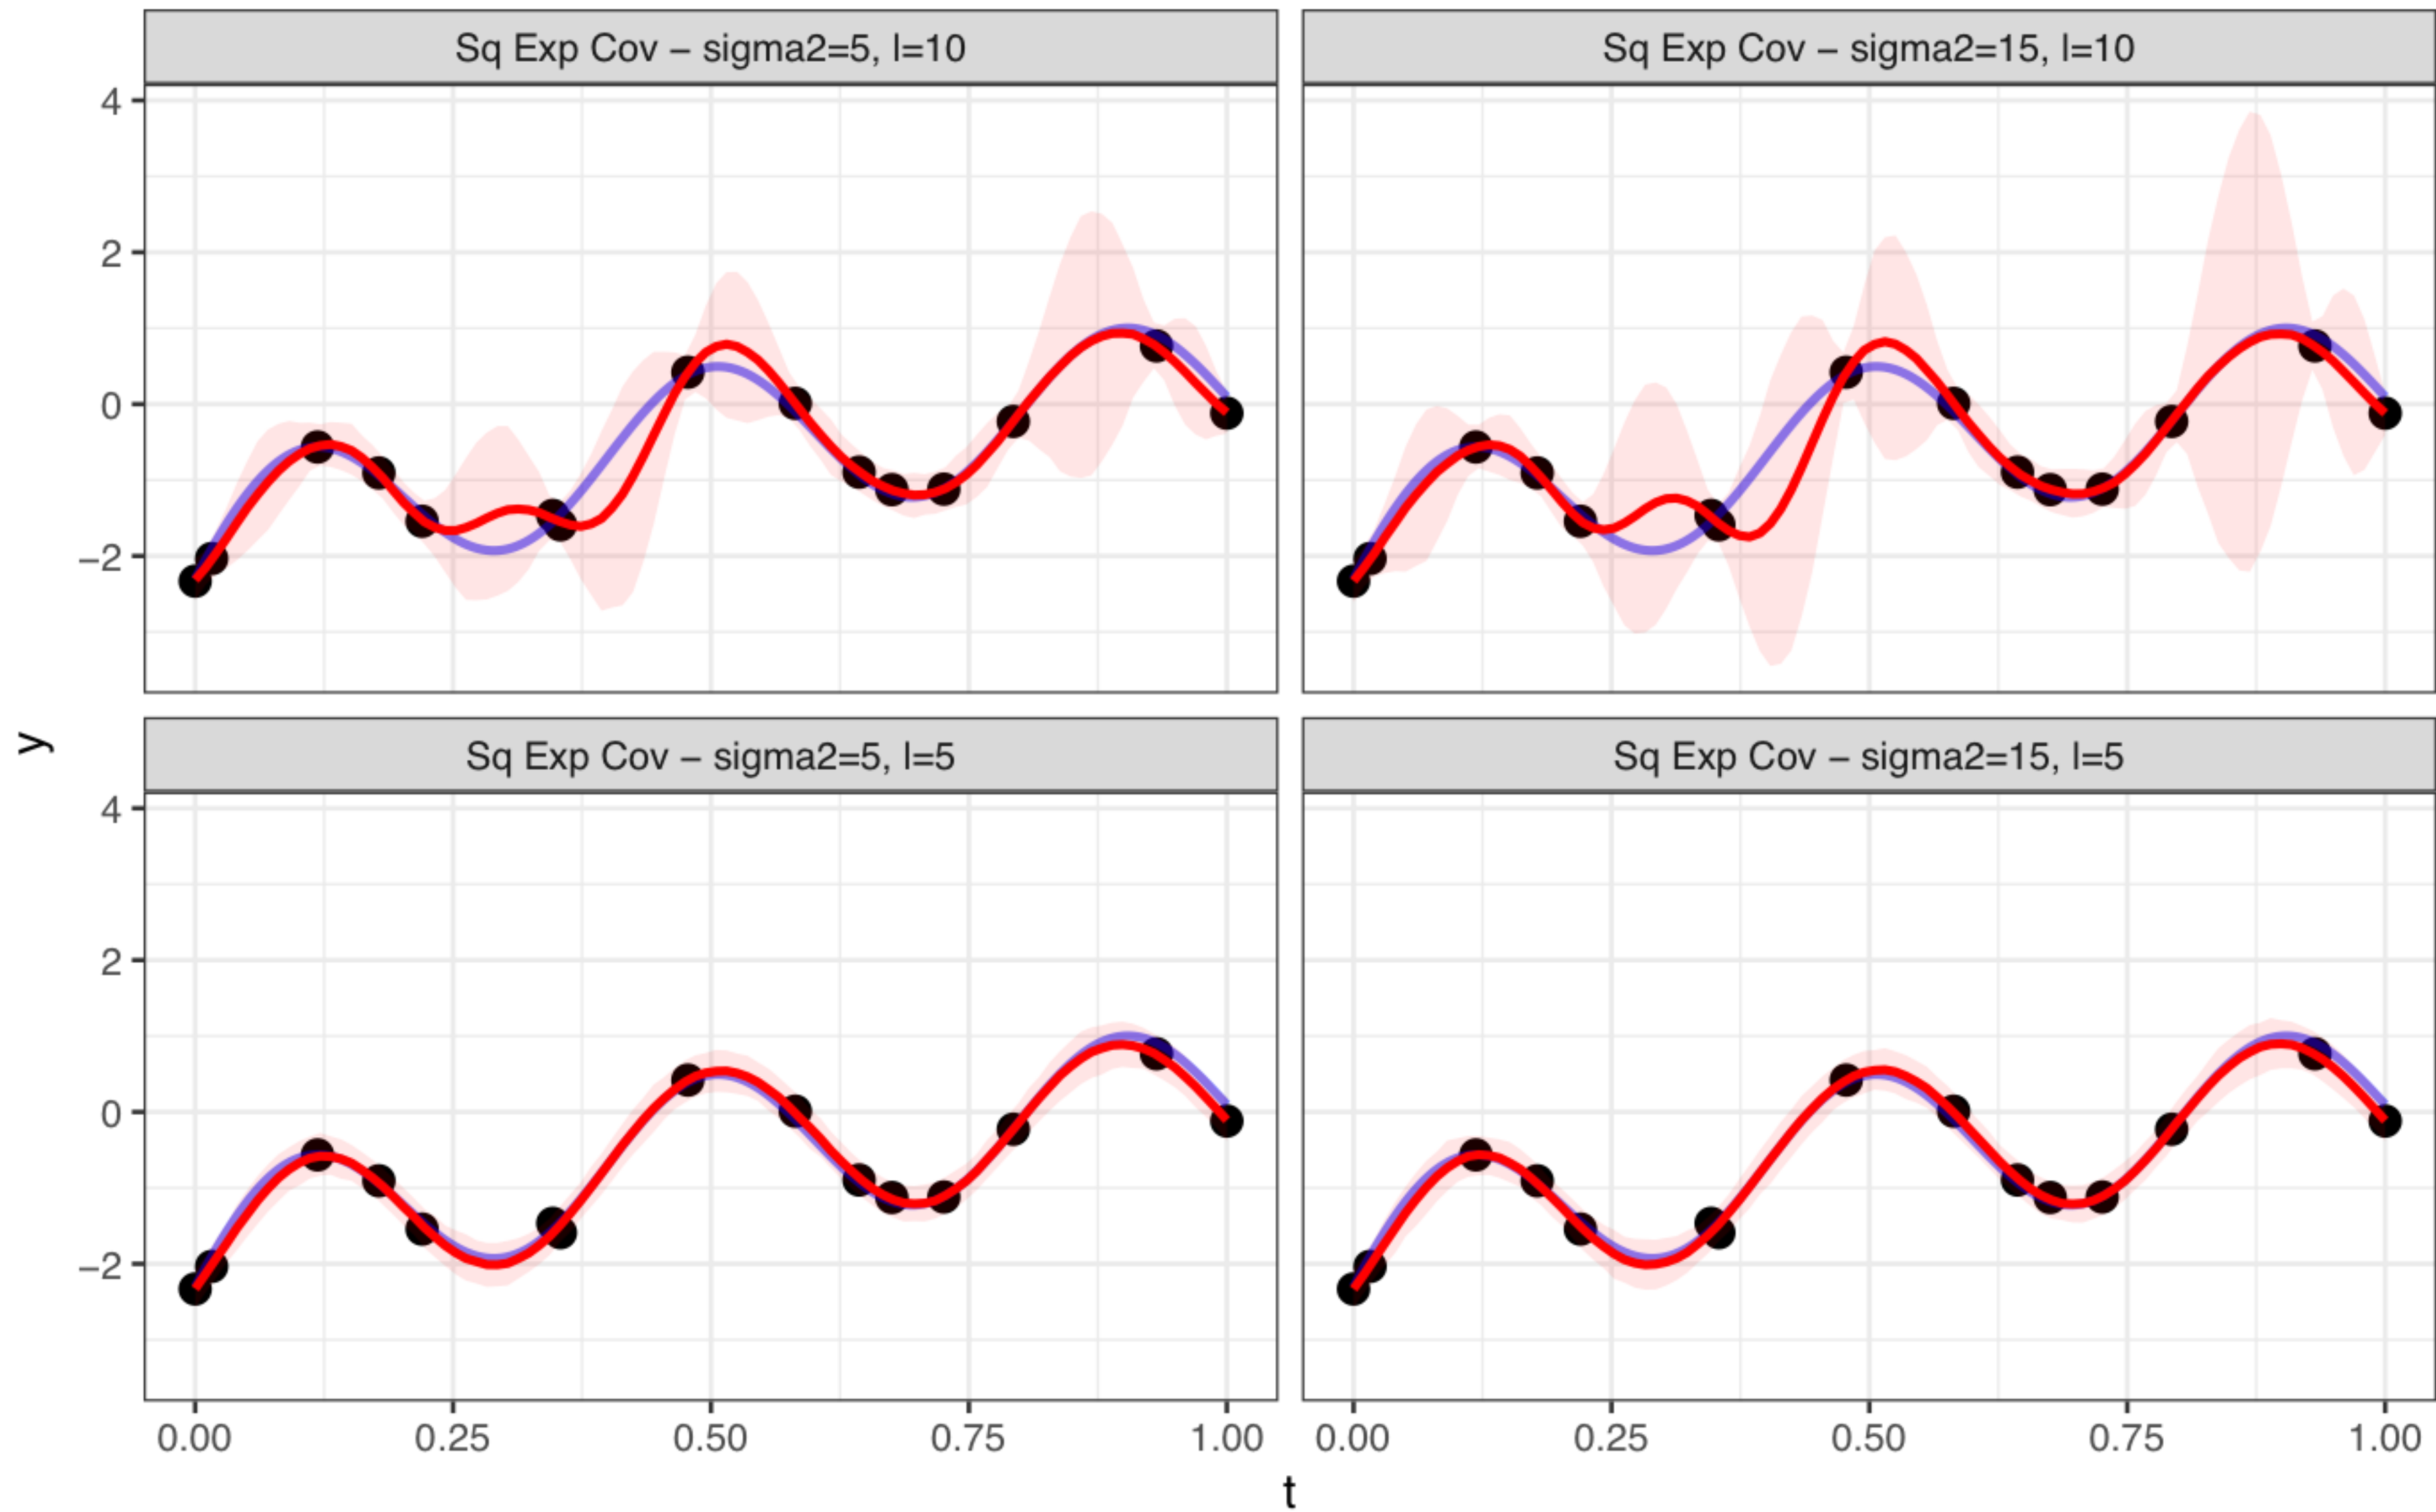 Sq Exp Cov – sigma2=5, l=10
Sq Exp Cov – sigma2=15, l=10
4
2
0
−2
y
Sq Exp Cov – sigma2=5, l=5
Sq Exp Cov – sigma2=15, l=5
4
2
0
−2
0.00 0.25 0.50 0.75 1.00 0.00 0.25 0.50 0.75 1.00
t